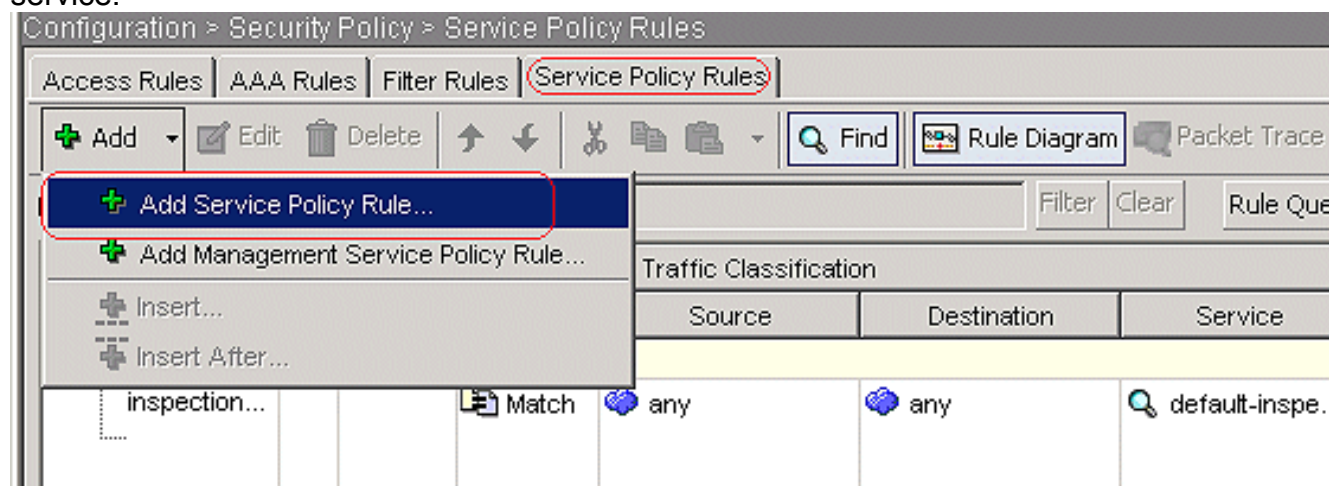 service.
Configuration > Security Policy > Service Policy Rules
Access Rules AAA Rules Filter Rules Service Policy Rules
Add Edit Delete Find Rule Diagram Packet Trace
Add Service Policy Rule... Filter Clear Rule Que
Add Management Service Policy Rule... Traffic Classification
Insert... Source Destination Service
Insert After...
inspection... Match any any default-inspe.